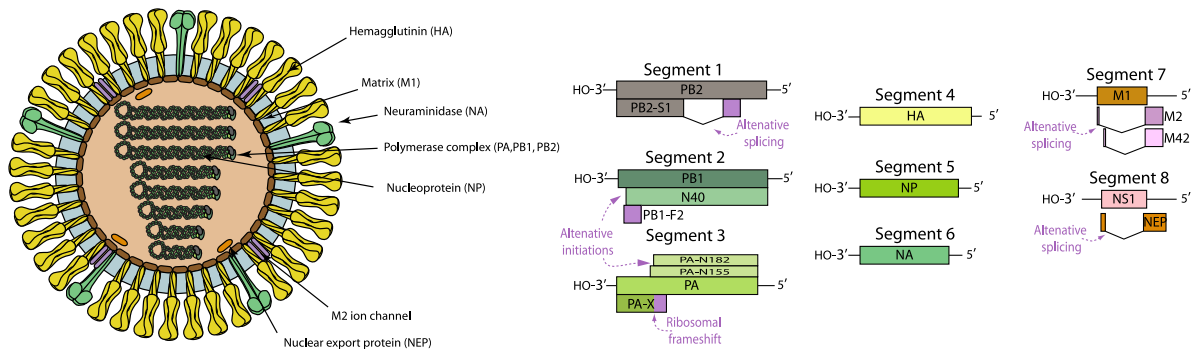 Hemagglutinin (HA)
Matrix (M1)
Neuraminidase (NA)
Polymerase complex (PA,PB1, PB2)
Nucleoprotein (NP)
M2 ion channel
Nuclear export protein (NEP)
Segment 1
HO-3′ PB2 5′
PB2-S1
Altenative
splicing
Segment 2
HO-3′ PB1 5′
N40
PB1-F2
Altenative
initiations
Segment 3
PA-N182
PA-N155
HO-3′ PA 5′
PA-X
Ribosomal
frameshift
Segment 4
HO-3′ HA 5′
Segment 5
HO-3′ NP 5′
Segment 6
HO-3′ NA 5′
Segment 7
HO-3′ M1 5′
M2
M42
Altenative
splicing
Segment 8
HO-3′ NS1 5′
NEP
Altenative
splicing